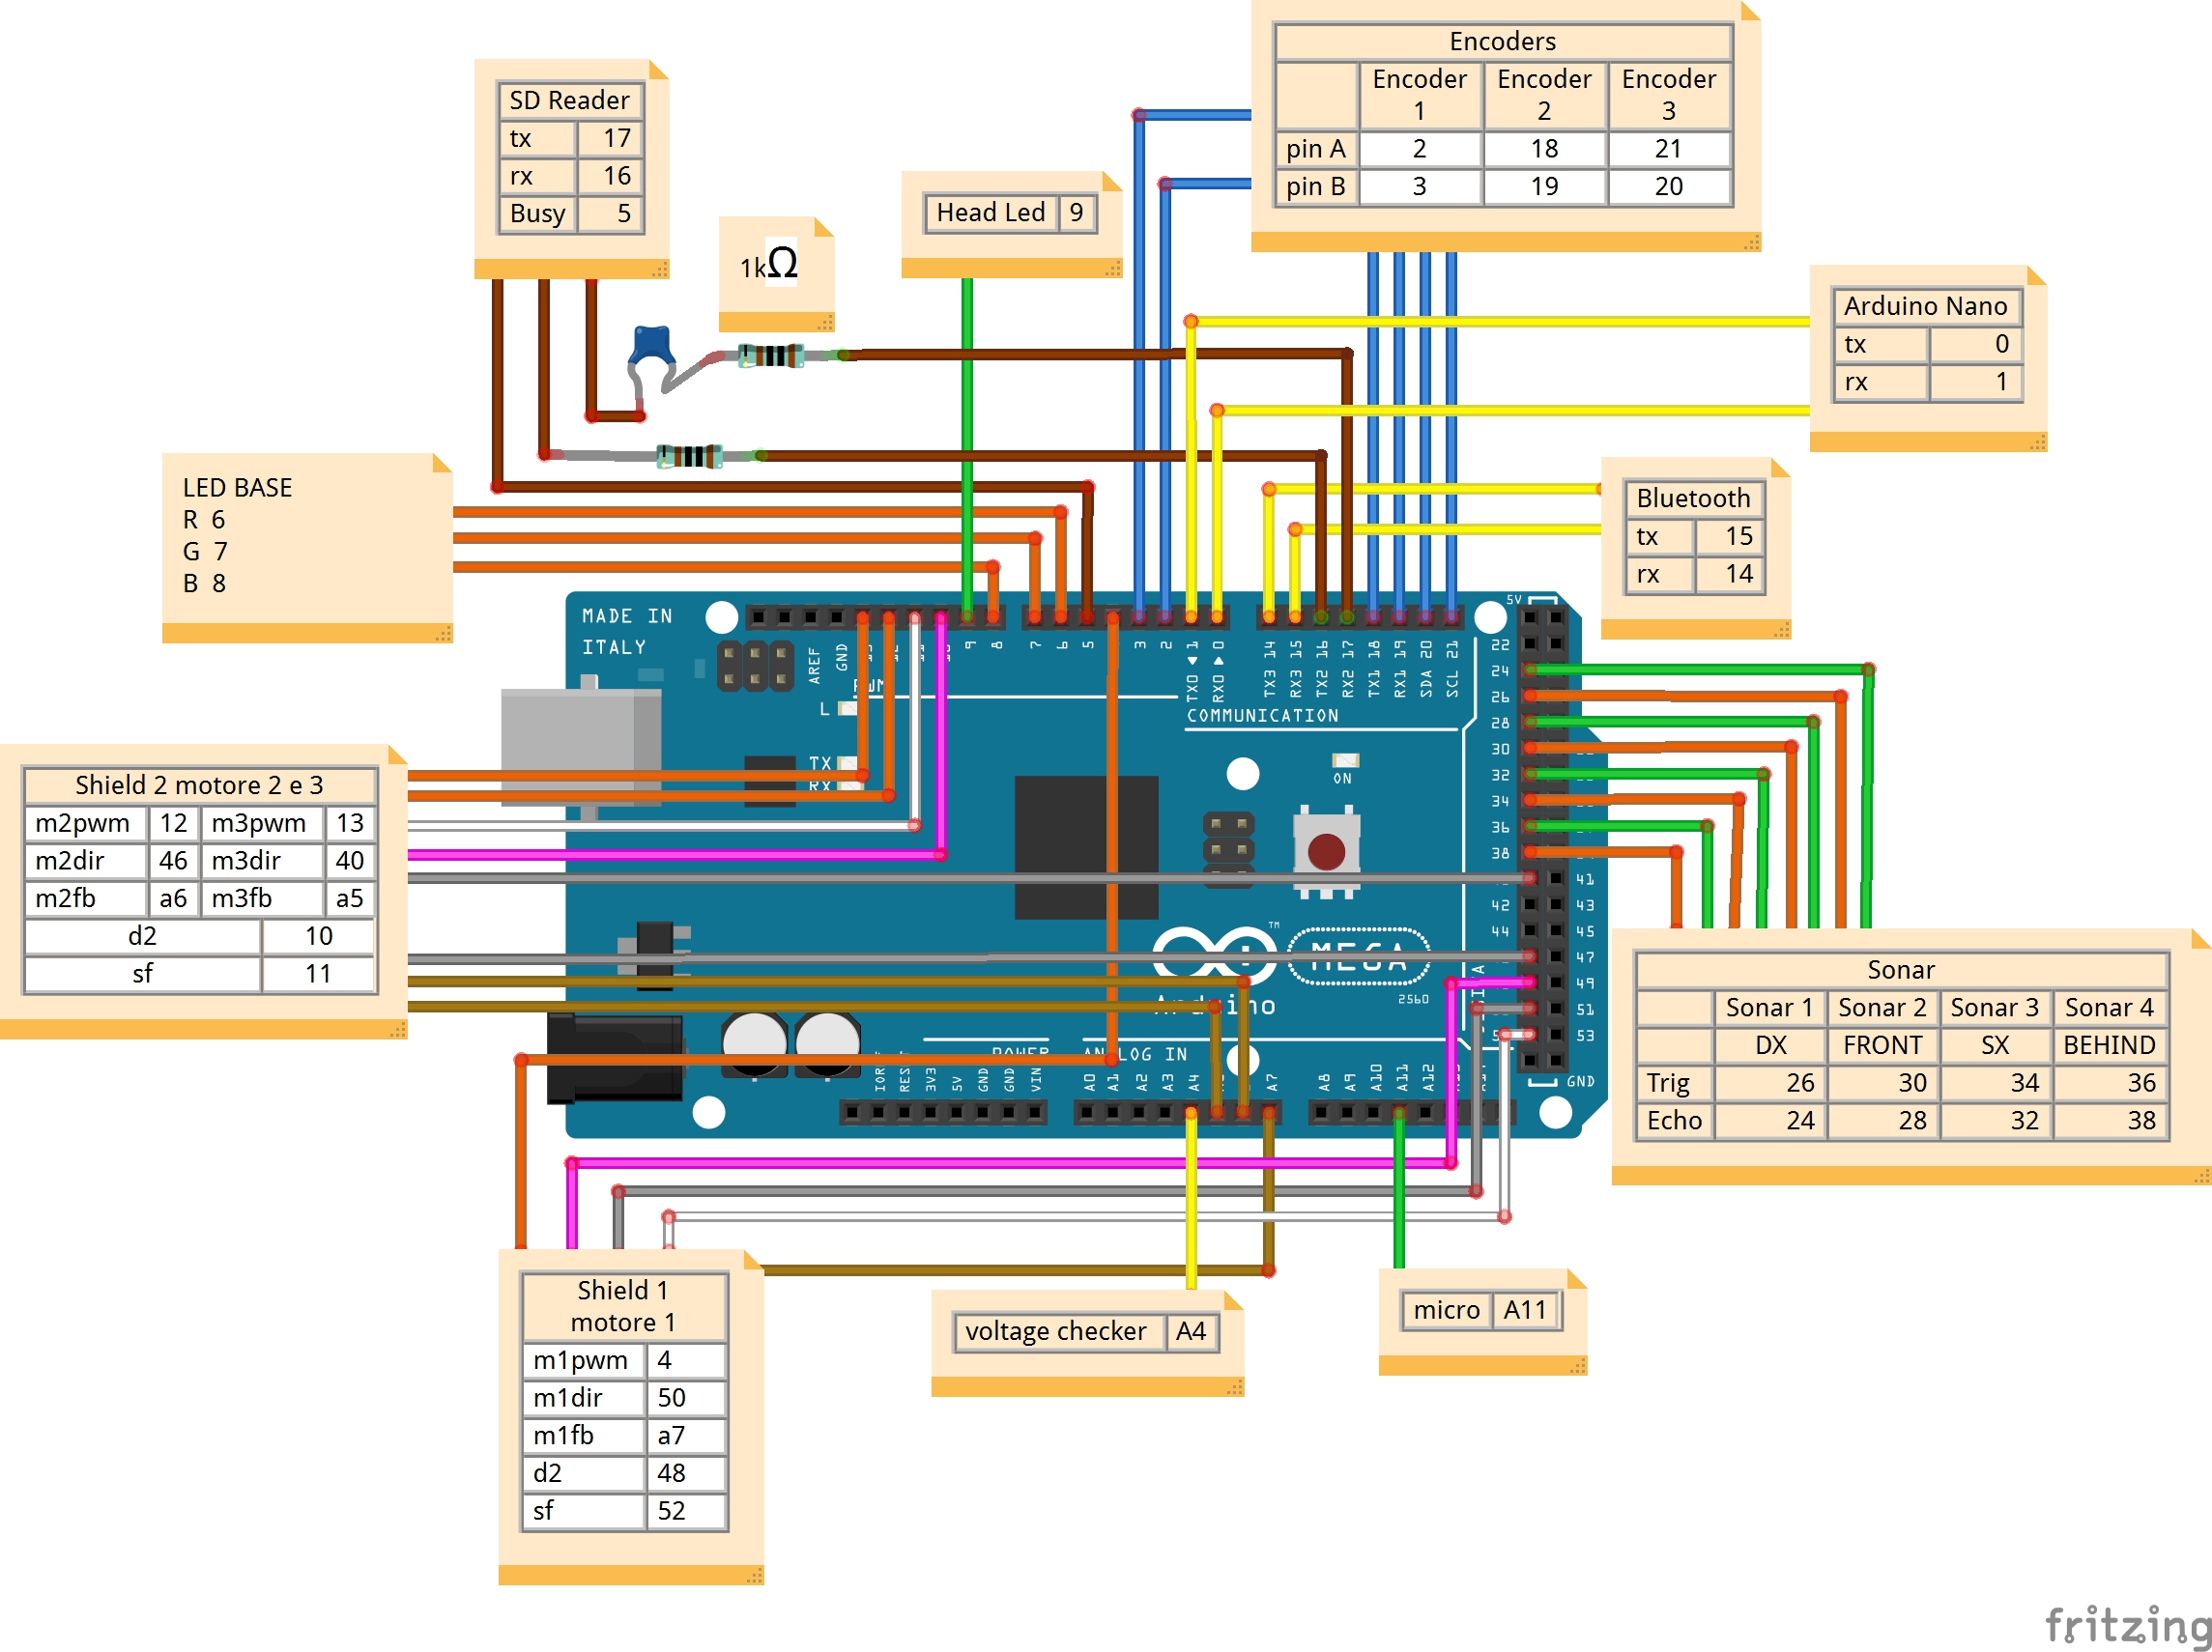 Encoders
Encoder 1 Encoder 2 Encoder 3
pin A 2 18 21
pin B 3 19 20
SD Reader
tx 17
rx 16
Busy 5
Head Led 9
1kΩ
Arduino Nano
tx 0
rx 1
Bluetooth
tx 15
rx 14
LED BASE
R 6
G 7
B 8
MADE IN
ITALY
AREF
GND
9
8
7
6
5
3
2
TX0 1
RX0 0
TX3 14
RX3 15
TX2 16
RX2 17
TX1 18
RX1 19
SDA 20
SCL 21
PWM
COMMUNICATION
L
TX
RX
ON
5V
22
24
26
28
30
32
34
36
38
41
42 43
44 45
47
49
51
53
GND
MEGA
TM
2560
Arduino
POWER
ANALOG IN
3V3
5V
GND
GND
VIN
A0
A1
A2
A3
A4
A7
A8
A9
A10
A11
A12
Shield 2 motore 2 e 3
m2pwm 12 m3pwm 13
m2dir 46 m3dir 40
m2fb a6 m3fb a5
d2 10
sf 11
Sonar
Sonar 1 Sonar 2 Sonar 3 Sonar 4
DX FRONT SX BEHIND
Trig 26 30 34 36
Echo 24 28 32 38
Shield 1
motore 1
m1pwm 4
m1dir 50
m1fb a7
d2 48
sf 52
voltage checker A4
micro A11
fritzing